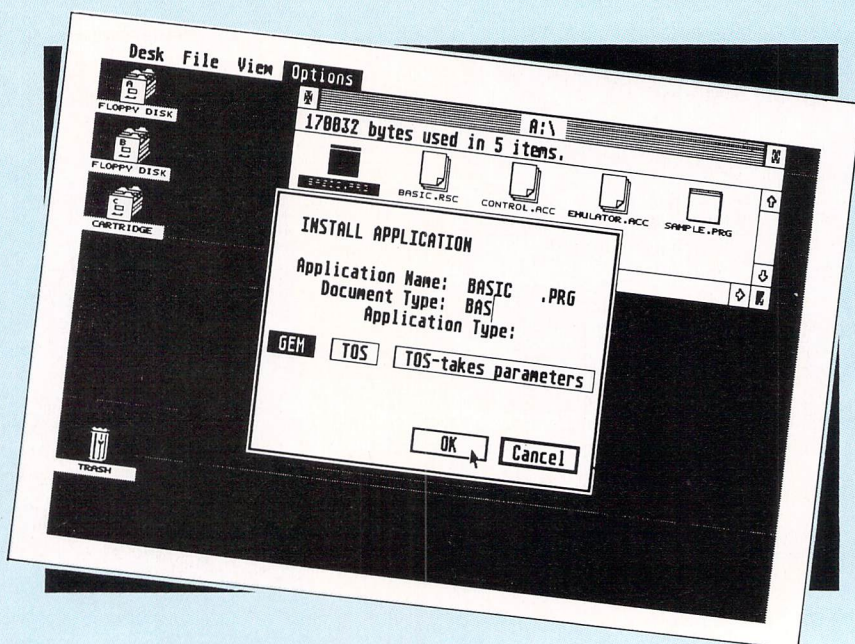 Desk File View Options
FLOPPY DISK
FLOPPY DISK
CARTRIDGE
TRASH
A:\
170032 bytes used in 5 items.
BASIC.PRG
BASIC.RSC
CONTROL.ACC
EMULATOR.ACC
SAMPLE.PRG
INSTALL APPLICATION
Application Name: BASIC .PRG
Document Type: BAS
Application Type:
GEM TOS TOS-takes parameters
OK Cancel